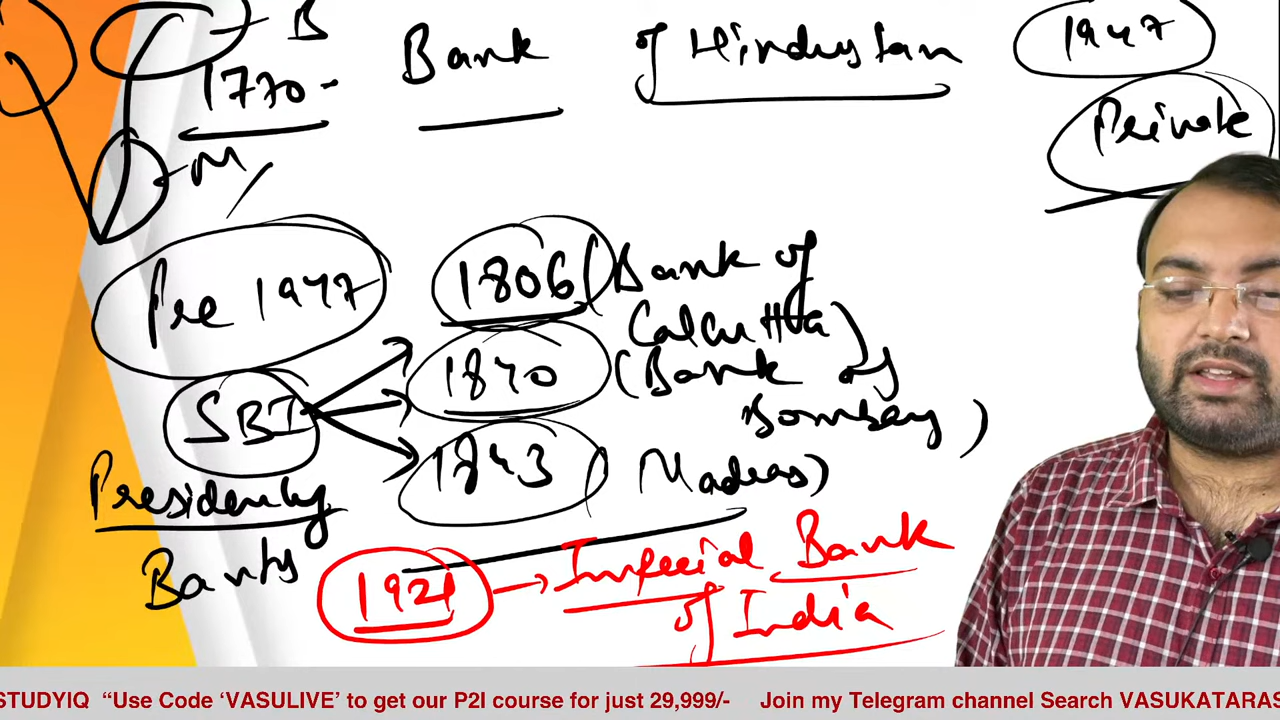 B
1770- Bank of Hindustan 1947
Private
M
Pre 1947
1806 (Bank of
Calcutta)
1840 (Bank of
Bombay)
SBI
1843 (Madras)
Presidency
Banks
1921 → Imperial Bank
of India
STUDYIQ “Use Code ‘VASULIVE’ to get our P2I course for just 29,999/- Join my Telegram channel Search VASUKATARAS